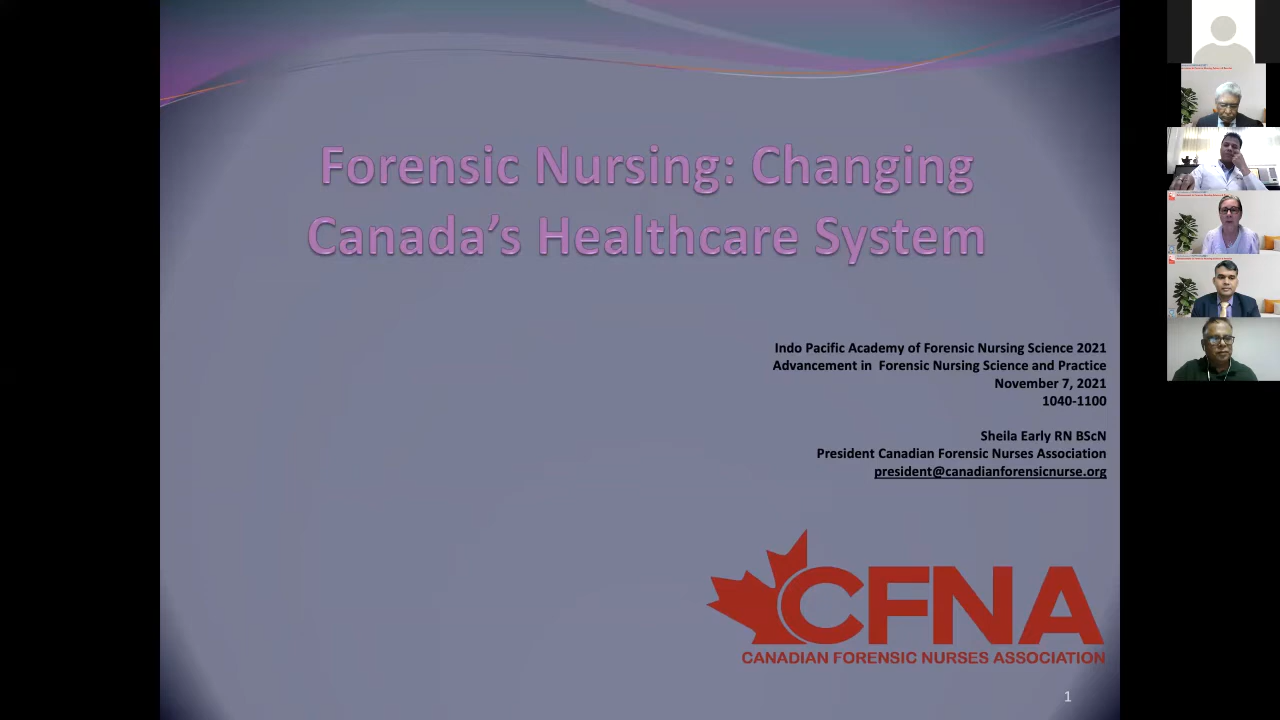 Forensic Nursing: Changing
Canada's Healthcare System
Indo Pacific Academy of Forensic Nursing Science 2021
Advancement in  Forensic Nursing Science and Practice
November 7, 2021
1040-1100
Sheila Early RN BScN
President Canadian Forensic Nurses Association
president@canadianforensicnurse.org
CFNA
CANADIAN FORENSIC NURSES ASSOCIATION
1